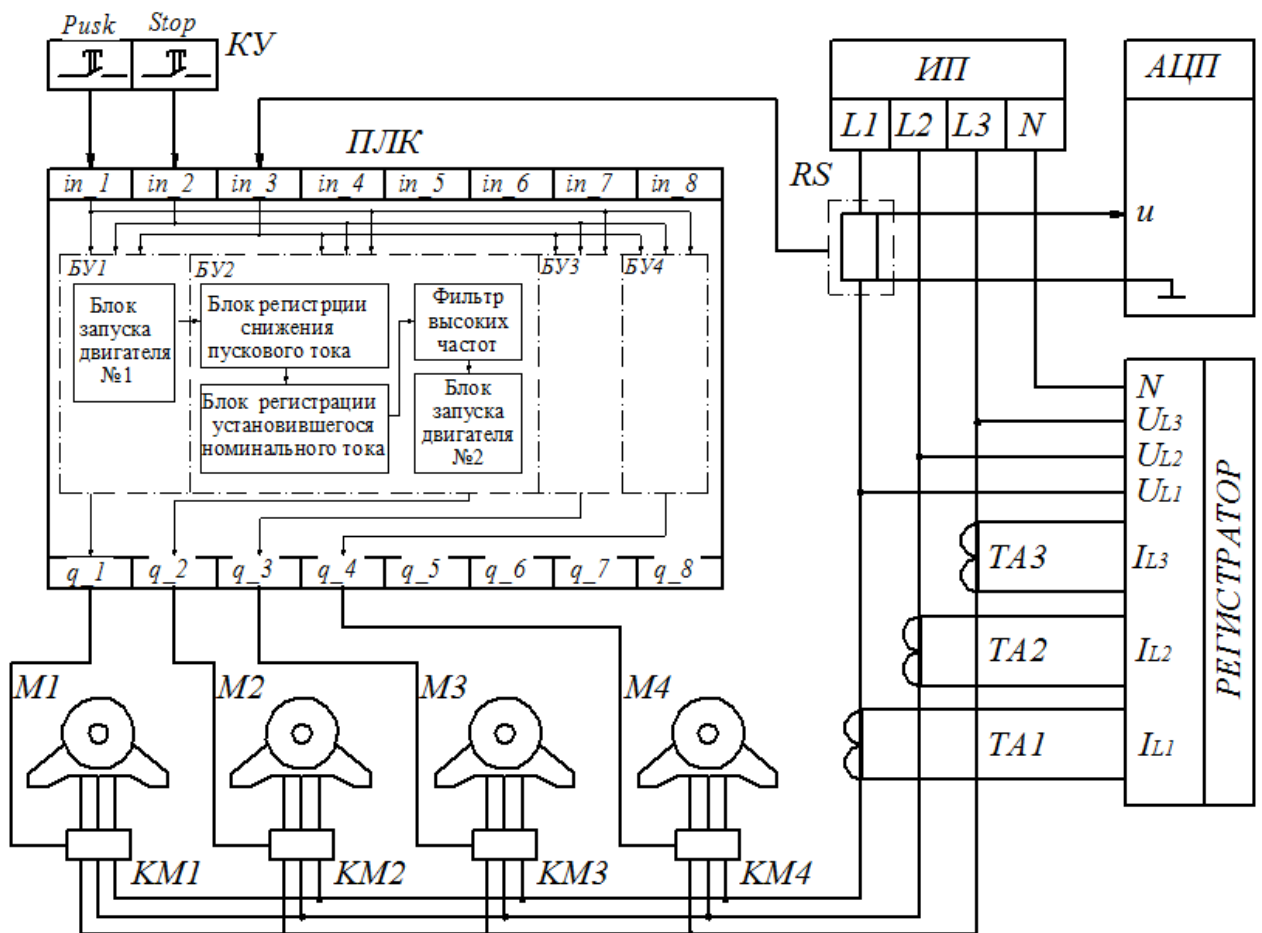 Pusk Stop
КУ
ИП
АЦП
L1 L2 L3 N
ПЛК
RS
in_1 in_2 in_3 in_4 in_5 in_6 in_7 in_8
u
БУ1 БУ2 БУ3 БУ4
Блок
запуска
двигателя
№1
Блок регистрции
снижения
пускового тока
Фильтр
высоких
частот
Блок регистрации
установившегося
номинального тока
Блок
запуска
двигателя
№2
N
UL3
UL2
UL1
РЕГИСТРАТОР
TA3 IL3
TA2 IL2
TA1 IL1
q_1 q_2 q_3 q_4 q_5 q_6 q_7 q_8
M1 M2 M3 M4
KM1 KM2 KM3 KM4